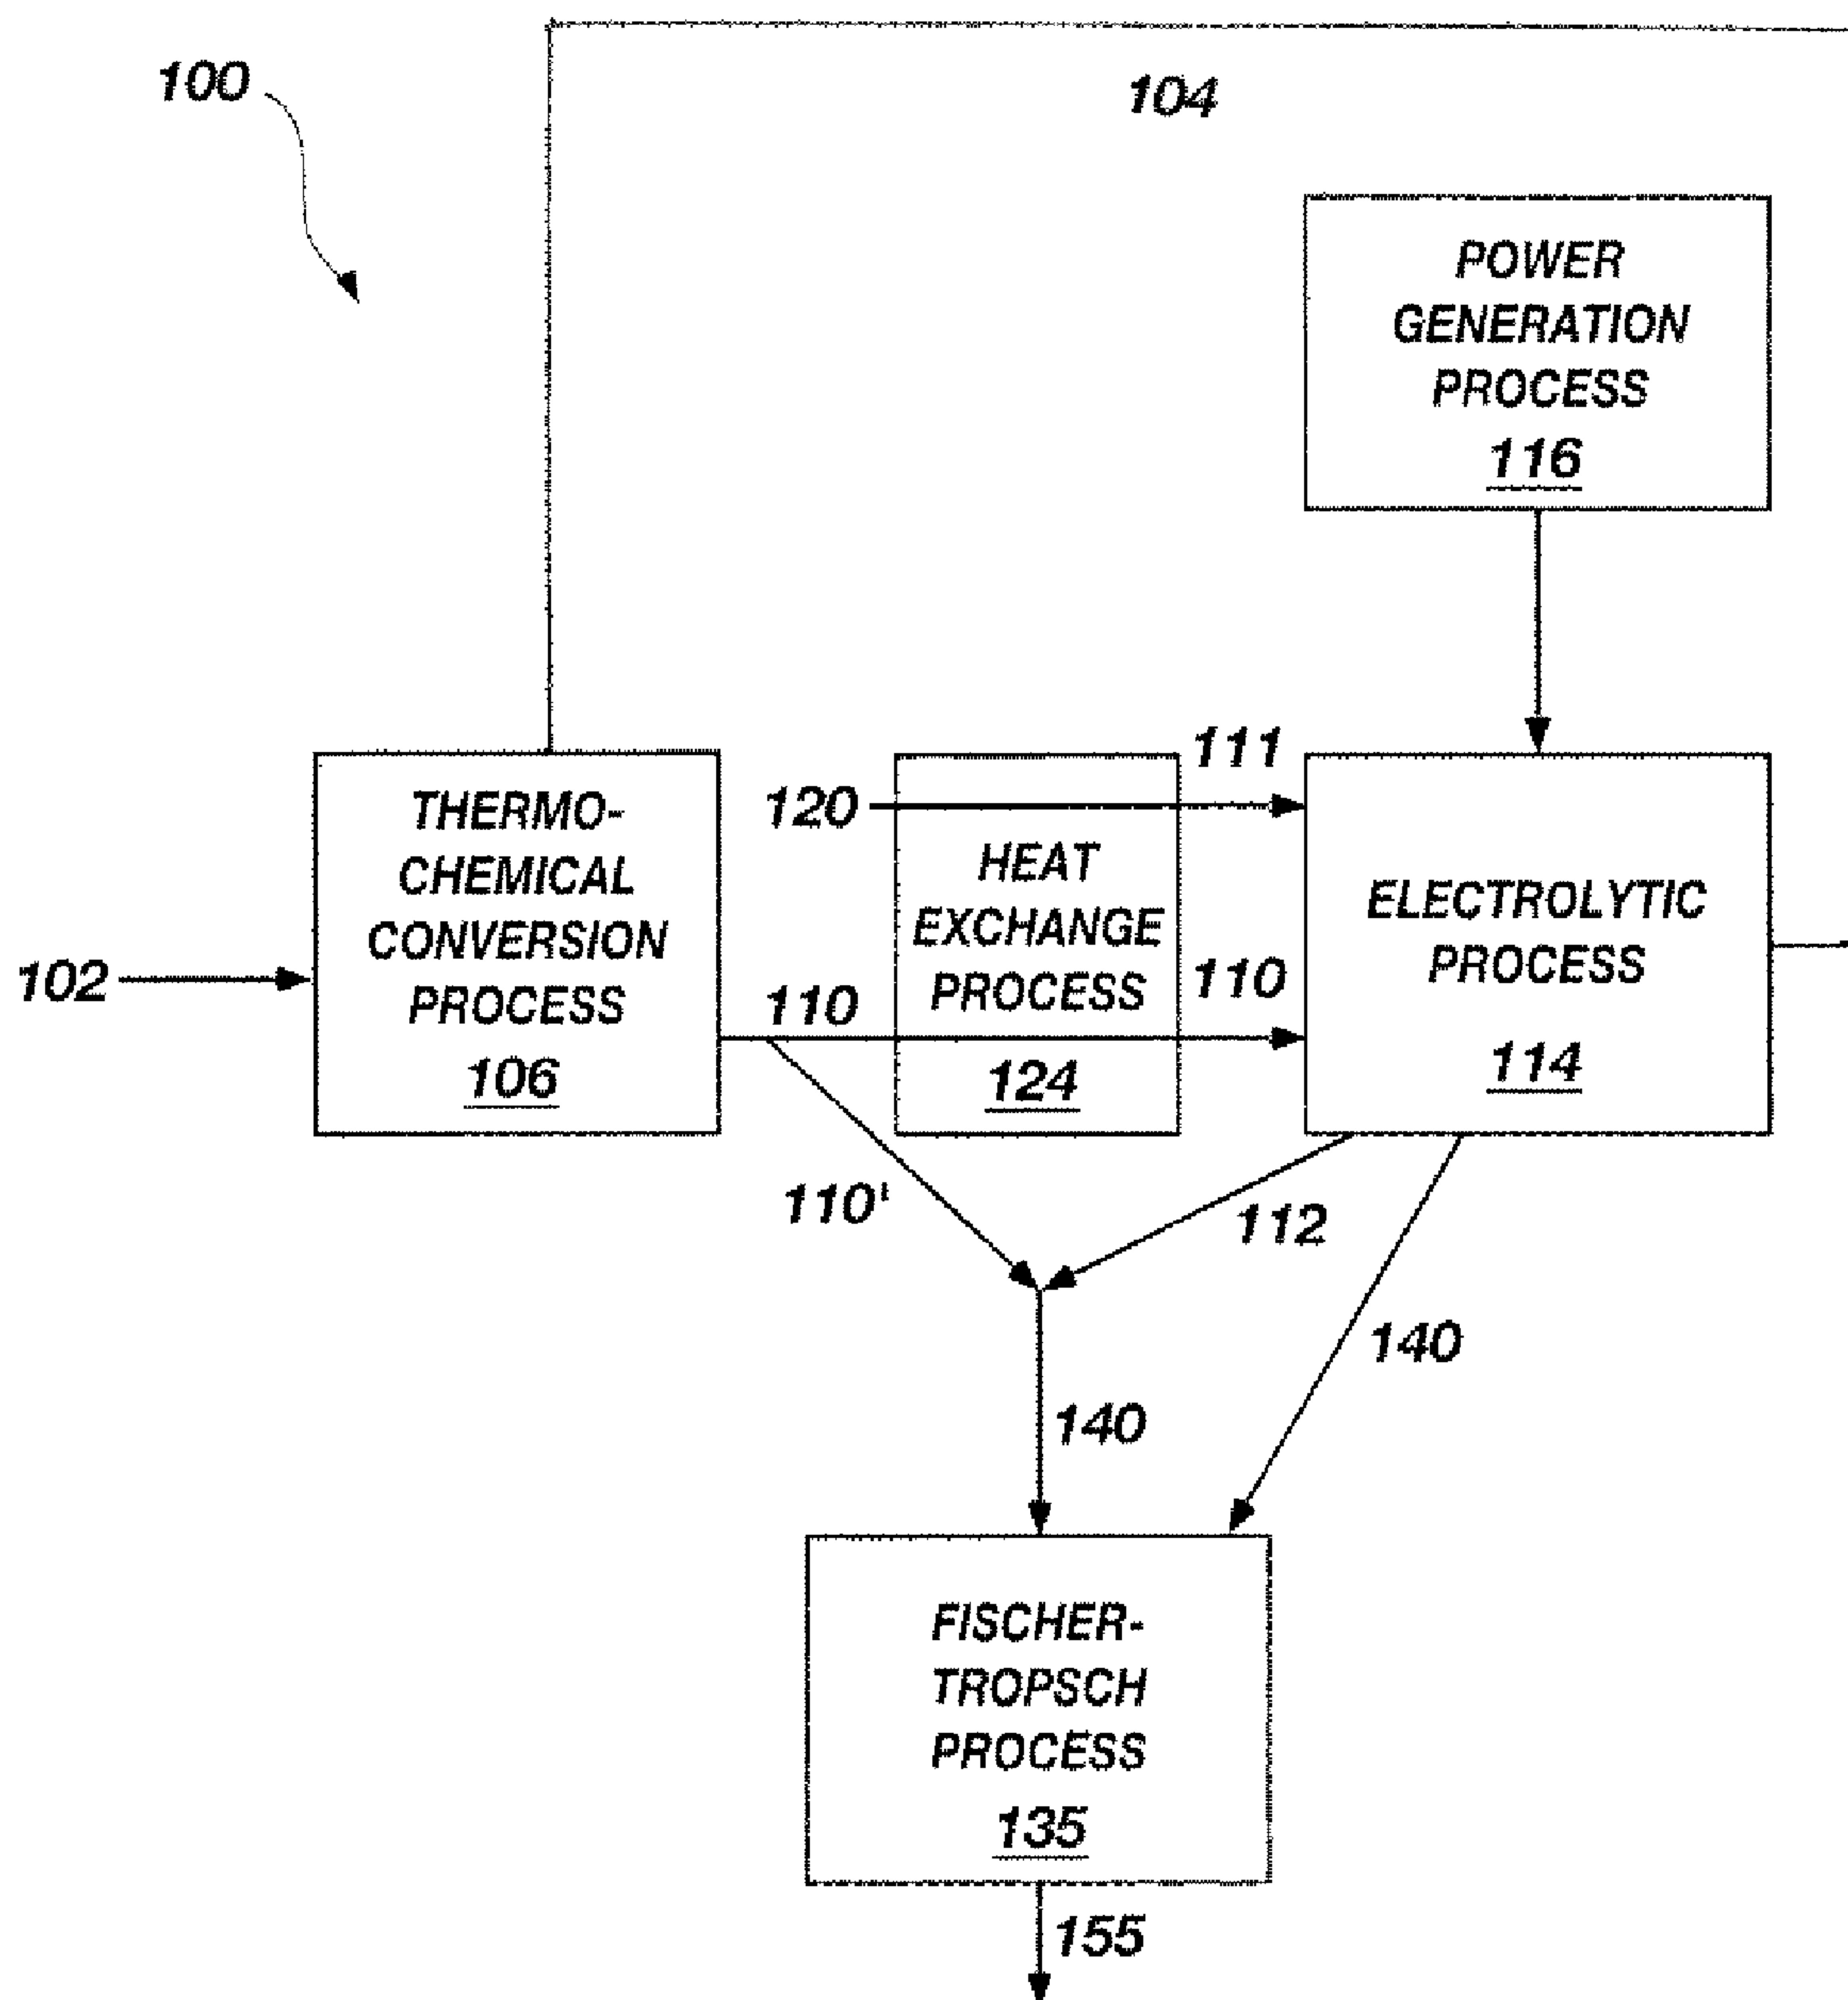 100
104
POWER
GENERATION
PROCESS
116
111
120
THERMO-
CHEMICAL
CONVERSION
PROCESS
106
HEAT
EXCHANGE
PROCESS
124
ELECTROLYTIC
PROCESS
114
102
110
110
110'
112
140
140
FISCHER-
TROPSCH
PROCESS
135
155